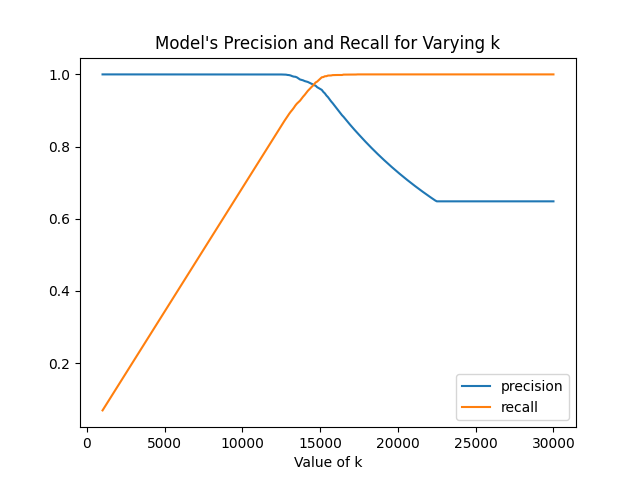 Model's Precision and Recall for Varying k
1.0
0.8
0.6
0.4
0.2
precision
recall
0 5000 10000 15000 20000 25000 30000
Value of k